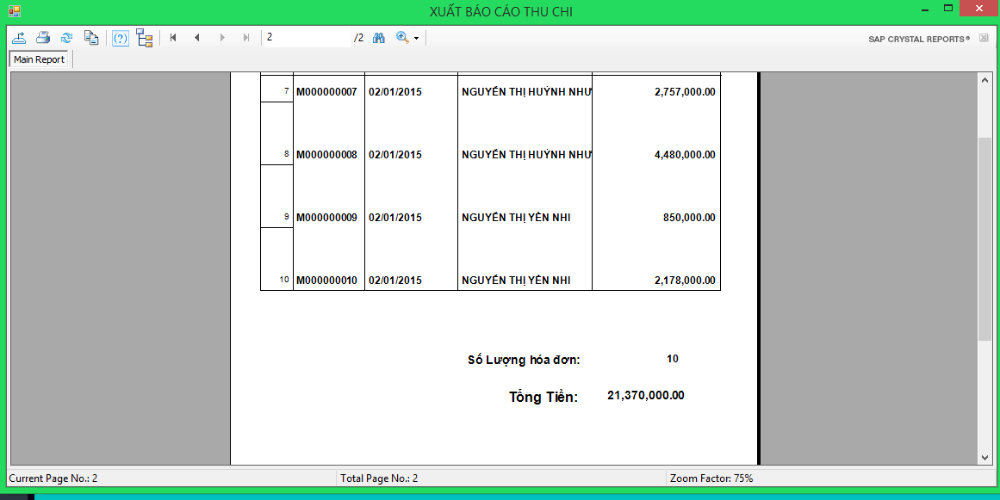 XUẤT BÁO CÁO THU CHI
2 /2
SAP CRYSTAL REPORTS®
Main Report
7 M000000007 02/01/2015 NGUYỄN THỊ HUỲNH NHƯ 2,757,000.00
8 M000000008 02/01/2015 NGUYỄN THỊ HUỲNH NHƯ 4,480,000.00
9 M000000009 02/01/2015 NGUYỄN THỊ YẾN NHI 850,000.00
10 M000000010 02/01/2015 NGUYỄN THỊ YẾN NHI 2,178,000.00
Số Lượng hóa đơn: 10
Tổng Tiền: 21,370,000.00
Current Page No.: 2 Total Page No.: 2 Zoom Factor: 75%